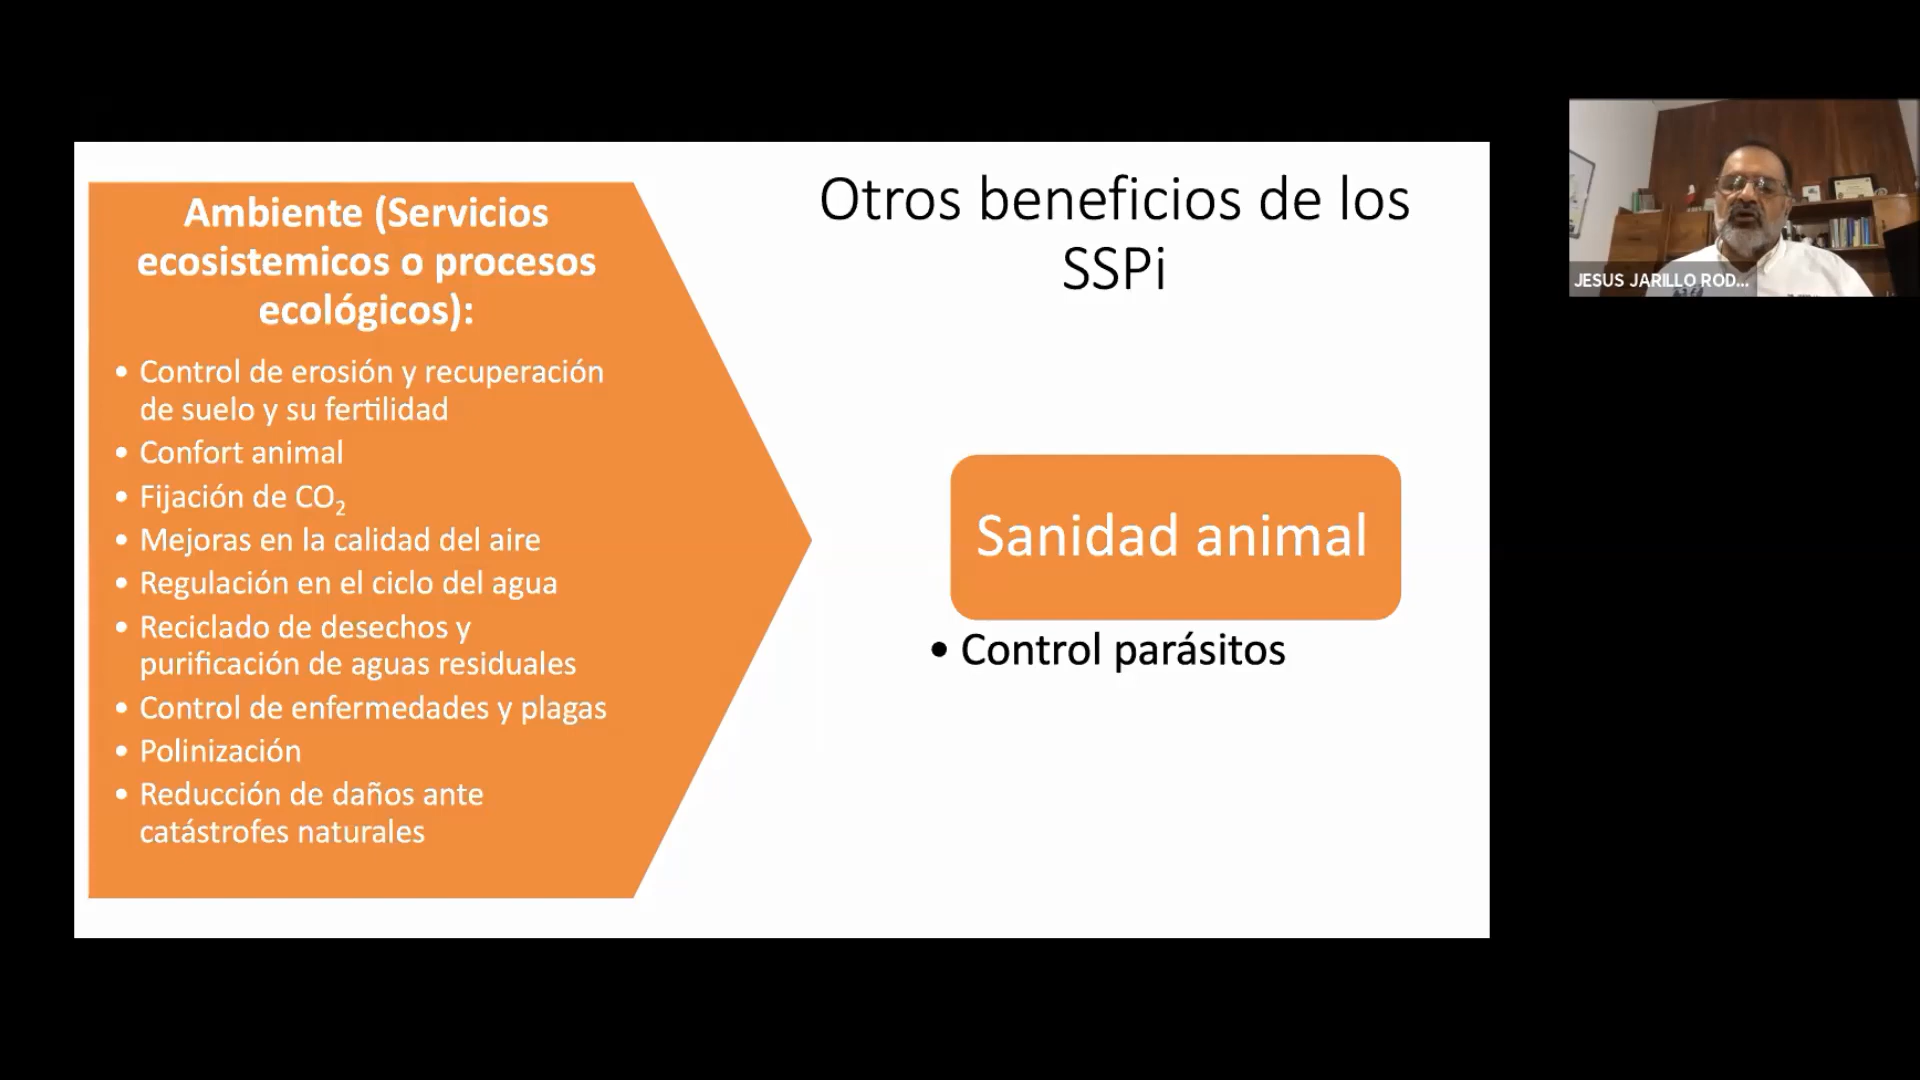 Otros beneficios de los
SSPi
Ambiente (Servicios
ecosistemicos o procesos
ecológicos):
• Control de erosión y recuperación
de suelo y su fertilidad
• Confort animal
• Fijación de CO₂
• Mejoras en la calidad del aire
• Regulación en el ciclo del agua
• Reciclado de desechos y
purificación de aguas residuales
• Control de enfermedades y plagas
• Polinización
• Reducción de daños ante
catástrofes naturales
Sanidad animal
• Control parásitos
JESUS JARILLO ROD...